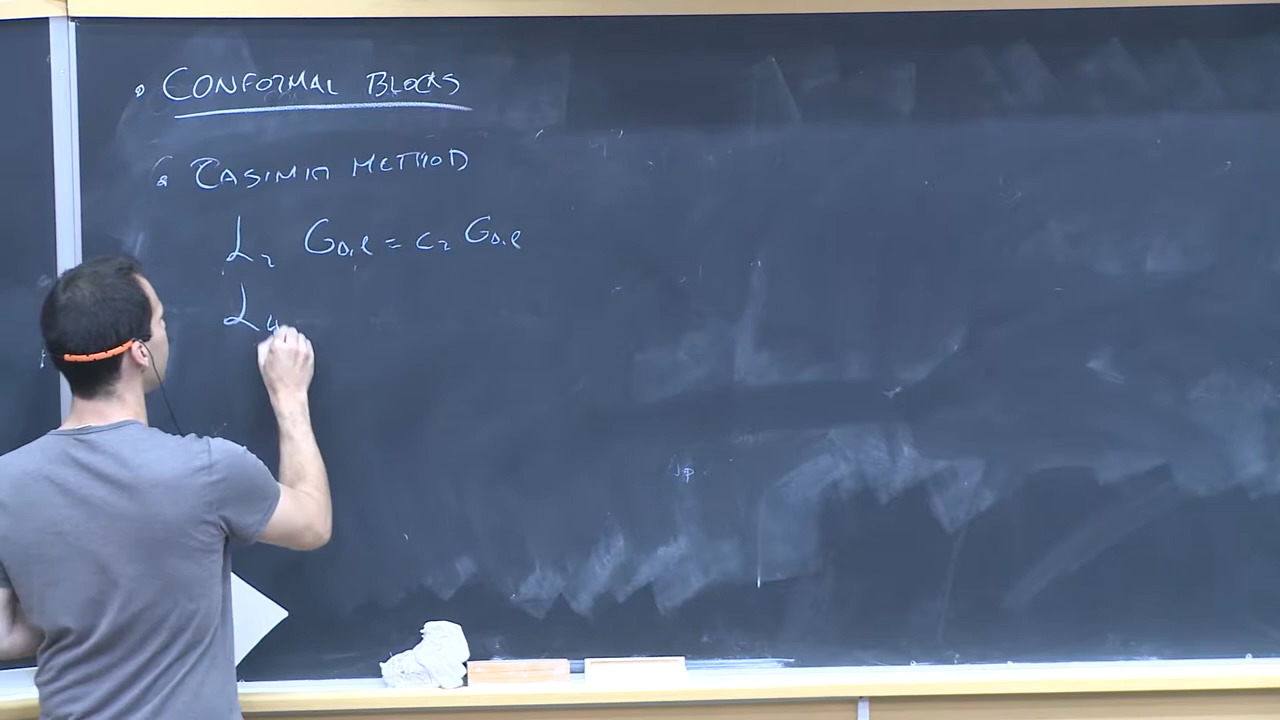 • CONFORMAL BLOCKS
• CASIMIR METHOD
L₂ G_{Δ,ℓ} = c₂ G_{Δ,ℓ}
L₄